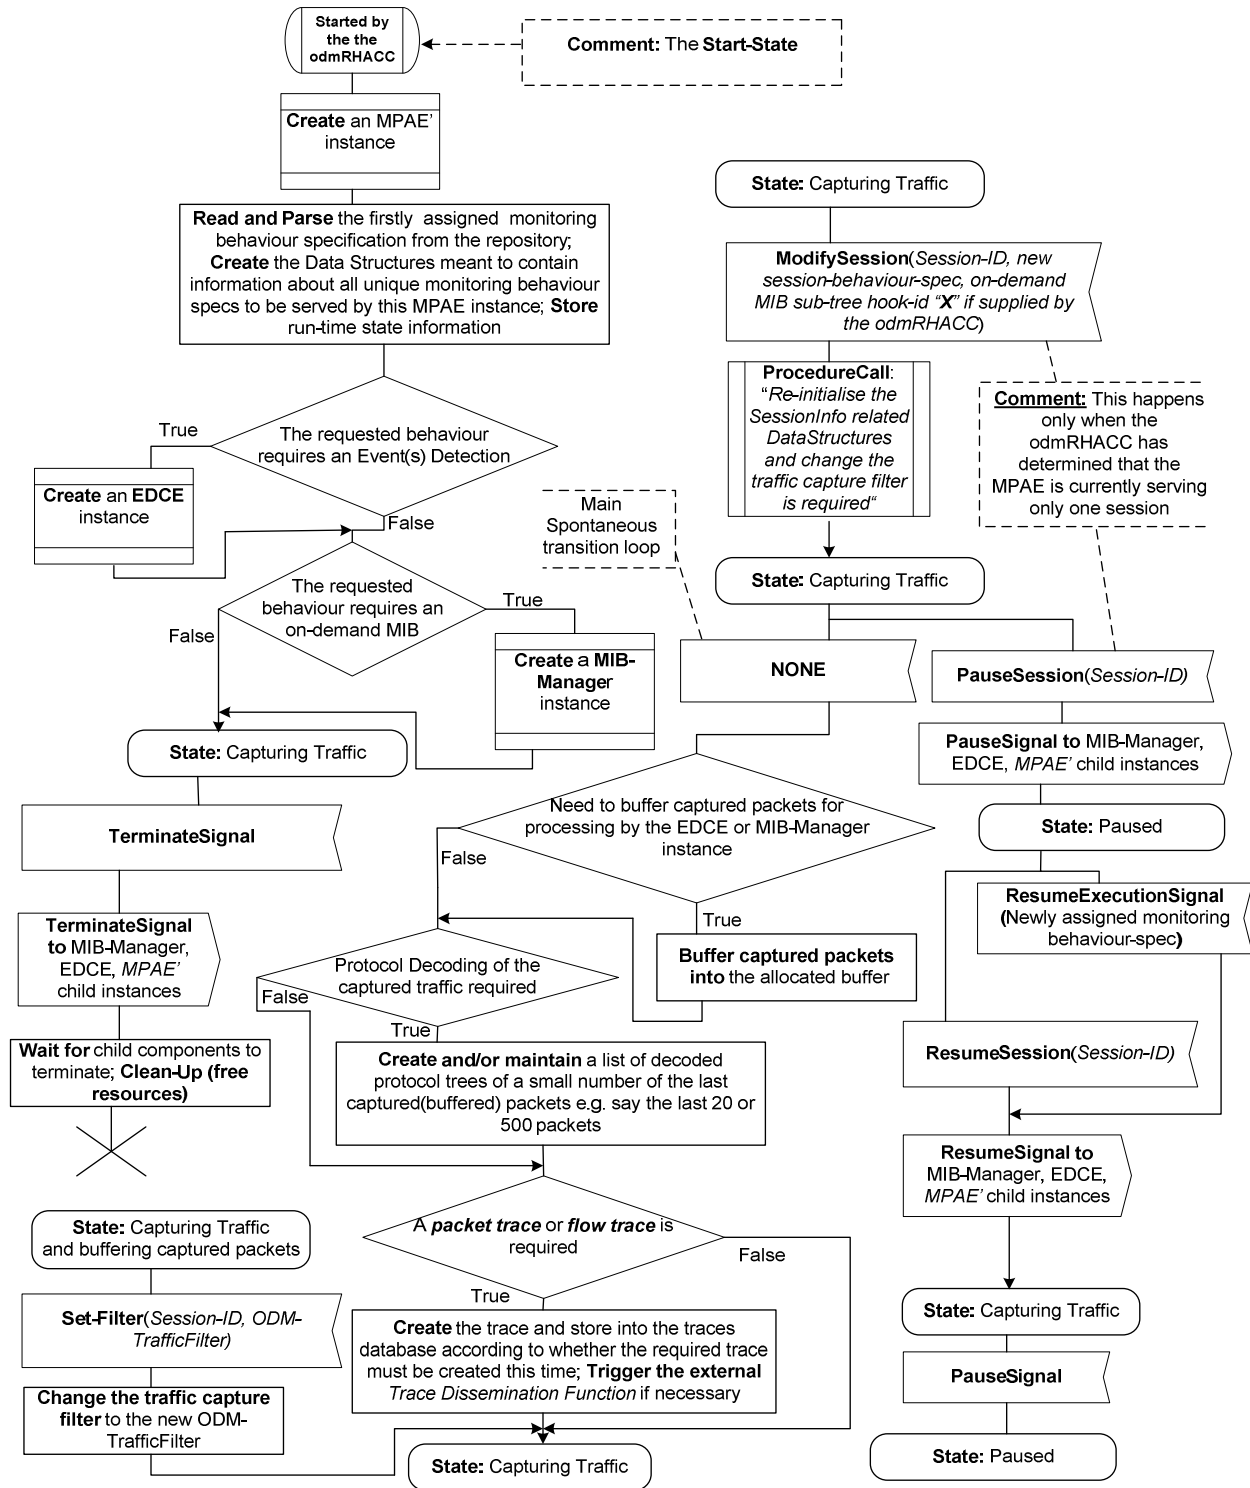 Started by
the the
odmRHACC
Comment: The Start-State
Create an MPAE'
instance
Read and Parse the firstly assigned monitoring
behaviour specification from the repository;
Create the Data Structures meant to contain
information about all unique monitoring behaviour
specs to be served by this MPAE instance; Store
run-time state information
The requested behaviour
requires an Event(s) Detection
True
False
Create an EDCE
instance
The requested
behaviour requires an
on-demand MIB
True
False
Create a MIB-
Manager
instance
State: Capturing Traffic
TerminateSignal
TerminateSignal
to MIB-Manager,
EDCE, MPAE'
child instances
Wait for child components to
terminate; Clean-Up (free
resources)
State: Capturing Traffic
and buffering captured packets
Set-Filter(Session-ID, ODM-
TrafficFilter)
Change the traffic capture
filter to the new ODM-
TrafficFilter
State: Capturing Traffic
ModifySession(Session-ID, new
session-behaviour-spec, on-demand
MIB sub-tree hook-id "X" if supplied by
the odmRHACC)
ProcedureCall:
"Re-initialise the
SessionInfo related
DataStructures
and change the
traffic capture filter
is required"
Comment: This happens
only when the
odmRHACC has
determined that the
MPAE is currently serving
only one session
Main
Spontaneous
transition loop
State: Capturing Traffic
NONE
Need to buffer captured packets for
processing by the EDCE or MIB-Manager
instance
False
True
Buffer captured packets
into the allocated buffer
Protocol Decoding of the
captured traffic required
False
True
Create and/or maintain a list of decoded
protocol trees of a small number of the last
captured(buffered) packets e.g. say the last 20 or
500 packets
A packet trace or flow trace is
required
False
True
Create the trace and store into the traces
database according to whether the required trace
must be created this time; Trigger the external
Trace Dissemination Function if necessary
State: Capturing Traffic
PauseSession(Session-ID)
PauseSignal to MIB-Manager,
EDCE, MPAE' child instances
State: Paused
ResumeExecutionSignal
(Newly assigned monitoring
behaviour-spec)
ResumeSession(Session-ID)
ResumeSignal to
MIB-Manager, EDCE,
MPAE' child instances
State: Capturing Traffic
PauseSignal
State: Paused